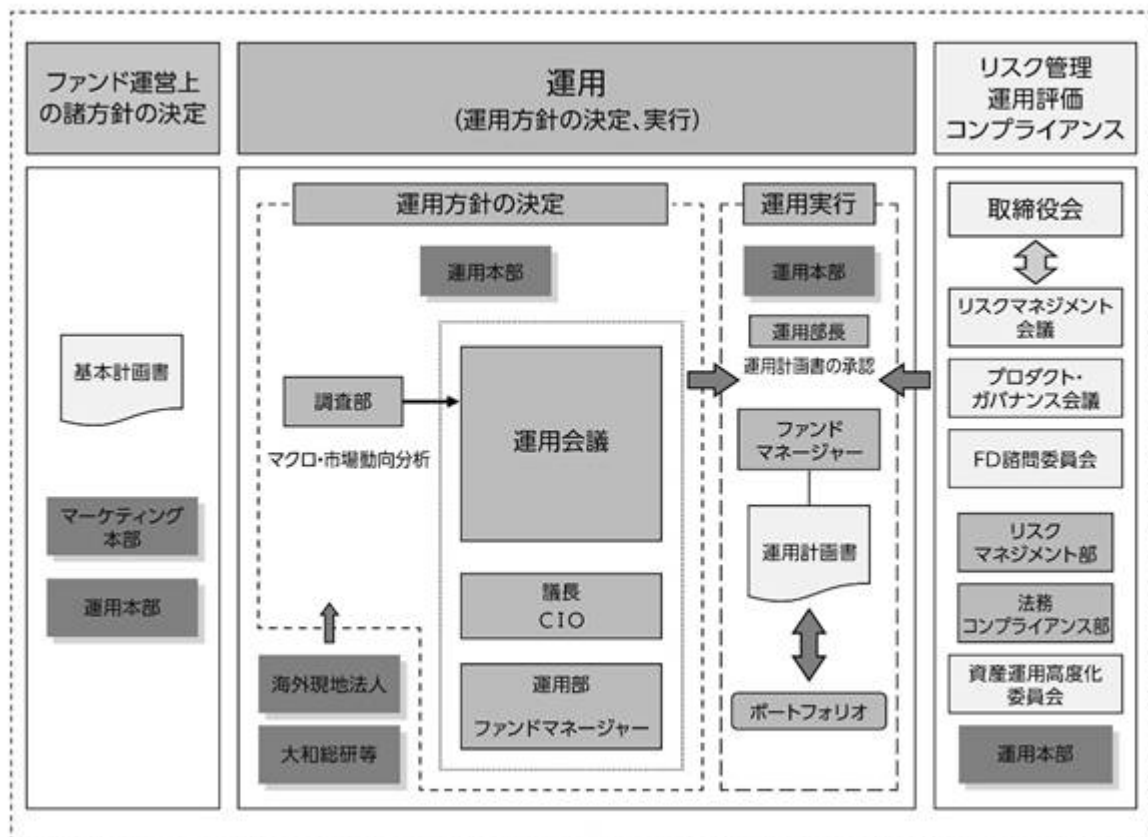 ファンド運営上
の諸方針の決定
運用
(運用方針の決定、実行)
リスク管理
運用評価
コンプライアンス
基本計画書
マーケティング
本部
運用本部
運用方針の決定
運用本部
調査部
マクロ・市場動向分析
運用会議
議長
CIO
運用部
ファンドマネージャー
海外現地法人
大和総研等
運用実行
運用本部
運用部長
運用計画書の承認
ファンド
マネージャー
運用計画書
ポートフォリオ
取締役会
リスクマネジメント
会議
プロダクト・
ガバナンス会議
FD諮問委員会
リスク
マネジメント部
法務
コンプライアンス部
資産運用高度化
委員会
運用本部